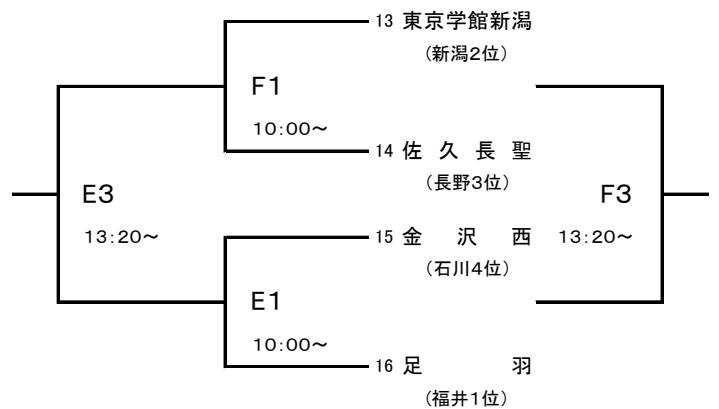 13 東京学館新潟
(新潟2位)
F1
10:00～
14 佐久長聖
(長野3位)
E3
F3
13:20～
15 金沢西
13:20～
(石川4位)
E1
10:00～
16 足羽
(福井1位)